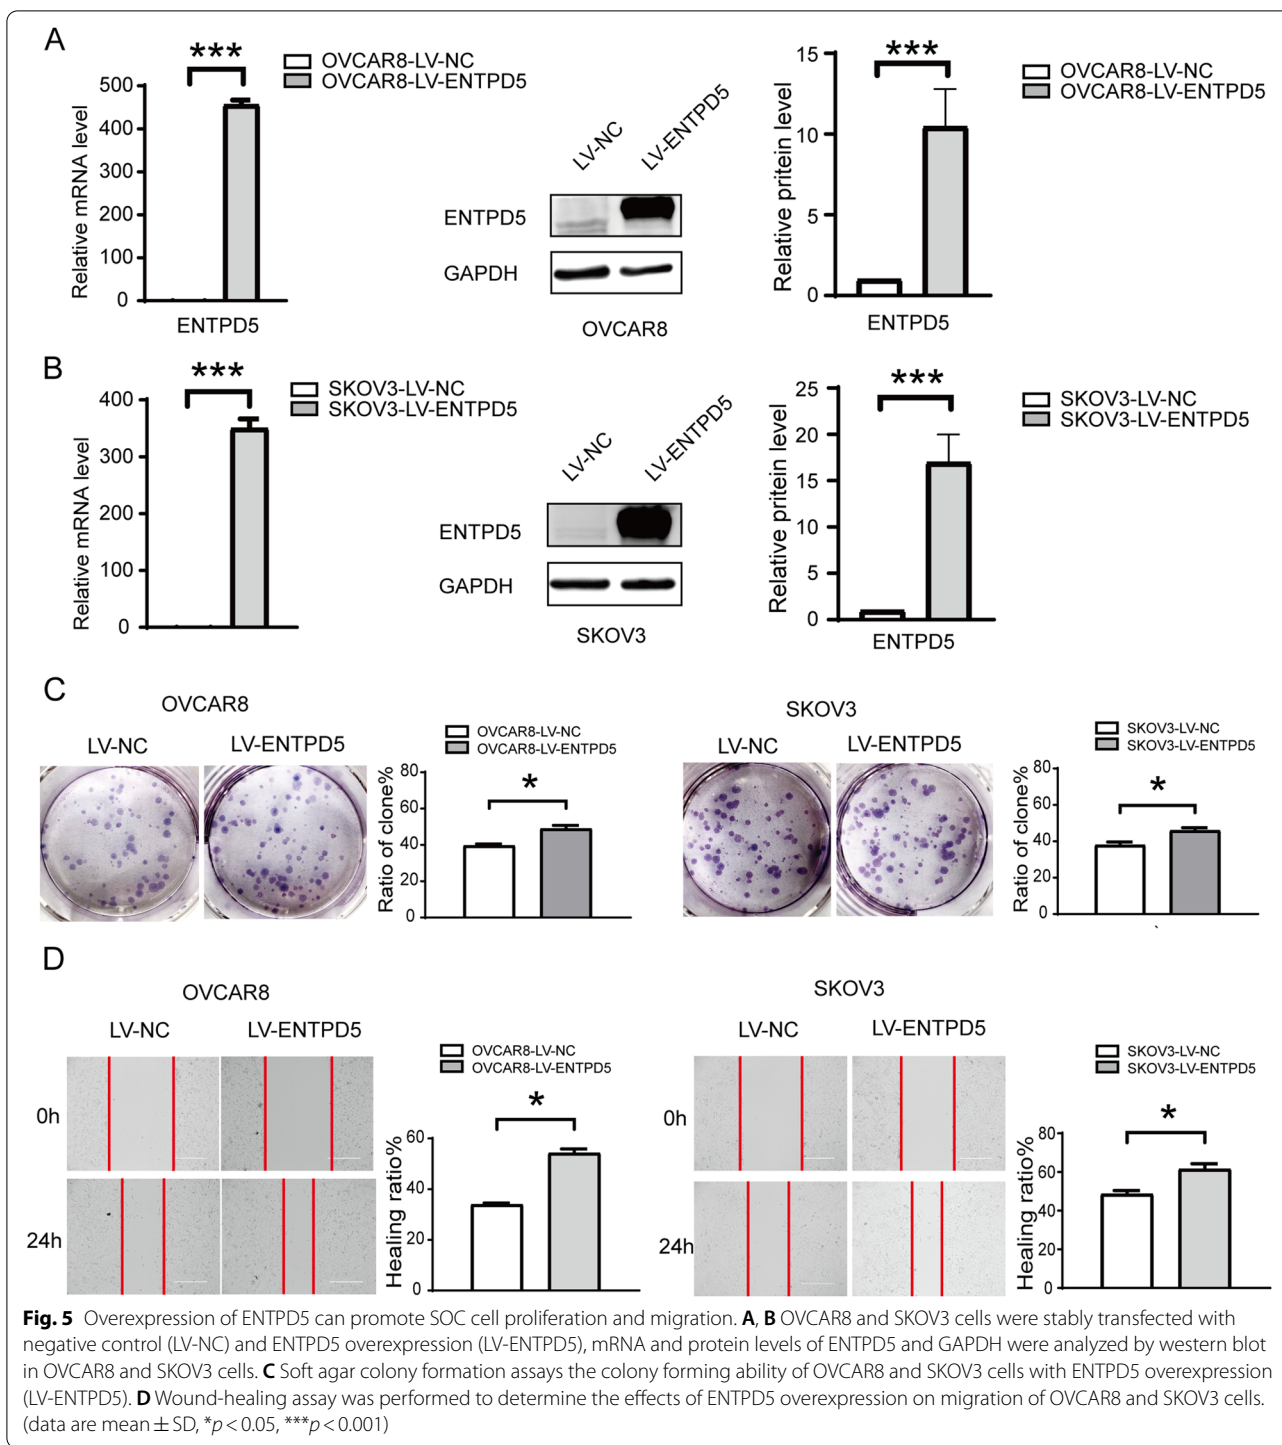 A
***
OVCAR8-LV-NC
OVCAR8-LV-ENTPD5
Relative mRNA level
500
400
300
200
100
0
ENTPD5
LV-NC
LV-ENTPD5
ENTPD5
GAPDH
OVCAR8
***
OVCAR8-LV-NC
OVCAR8-LV-ENTPD5
Relative pritein level
15
10
5
0
ENTPD5
B
***
SKOV3-LV-NC
SKOV3-LV-ENTPD5
Relative mRNA level
400
300
200
100
0
LV-NC
LV-ENTPD5
ENTPD5
GAPDH
SKOV3
***
SKOV3-LV-NC
SKOV3-LV-ENTPD5
Relative pritein level
25
20
15
10
5
0
ENTPD5
C
OVCAR8
LV-NC
LV-ENTPD5
OVCAR8-LV-NC
OVCAR8-LV-ENTPD5
*
Ratio of clone%
80
60
40
20
0
SKOV3
LV-NC
LV-ENTPD5
SKOV3-LV-NC
SKOV3-LV-ENTPD5
*
Ratio of clone%
80
60
40
20
0
D
OVCAR8
LV-NC
LV-ENTPD5
0h
24h
OVCAR8-LV-NC
OVCAR8-LV-ENTPD5
*
Healing ratio%
60
40
20
0
SKOV3
LV-NC
LV-ENTPD5
0h
24h
SKOV3-LV-NC
SKOV3-LV-ENTPD5
*
Healing ratio%
80
60
40
20
0
Fig. 5 Overexpression of ENTPD5 can promote SOC cell proliferation and migration. A, B OVCAR8 and SKOV3 cells were stably transfected with
negative control (LV-NC) and ENTPD5 overexpression (LV-ENTPD5), mRNA and protein levels of ENTPD5 and GAPDH were analyzed by western blot
in OVCAR8 and SKOV3 cells. C Soft agar colony formation assays the colony forming ability of OVCAR8 and SKOV3 cells with ENTPD5 overexpression
(LV-ENTPD5). D Wound-healing assay was performed to determine the effects of ENTPD5 overexpression on migration of OVCAR8 and SKOV3 cells.
(data are mean ± SD, *p < 0.05, ***p < 0.001)